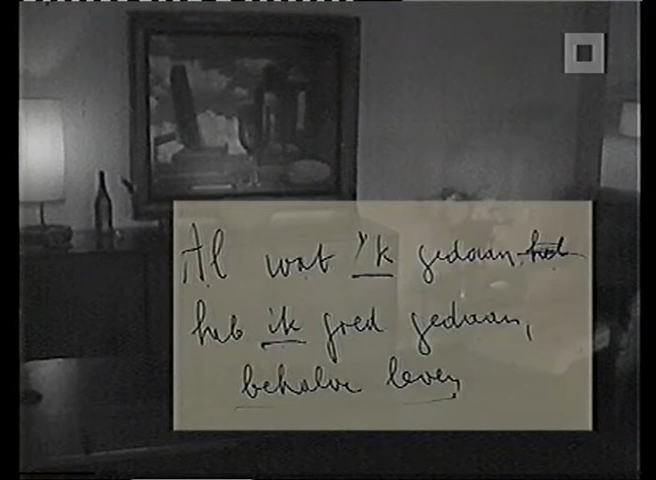 Al wat ik gedaan heb
heb ik goed gedaan,
behalve leven